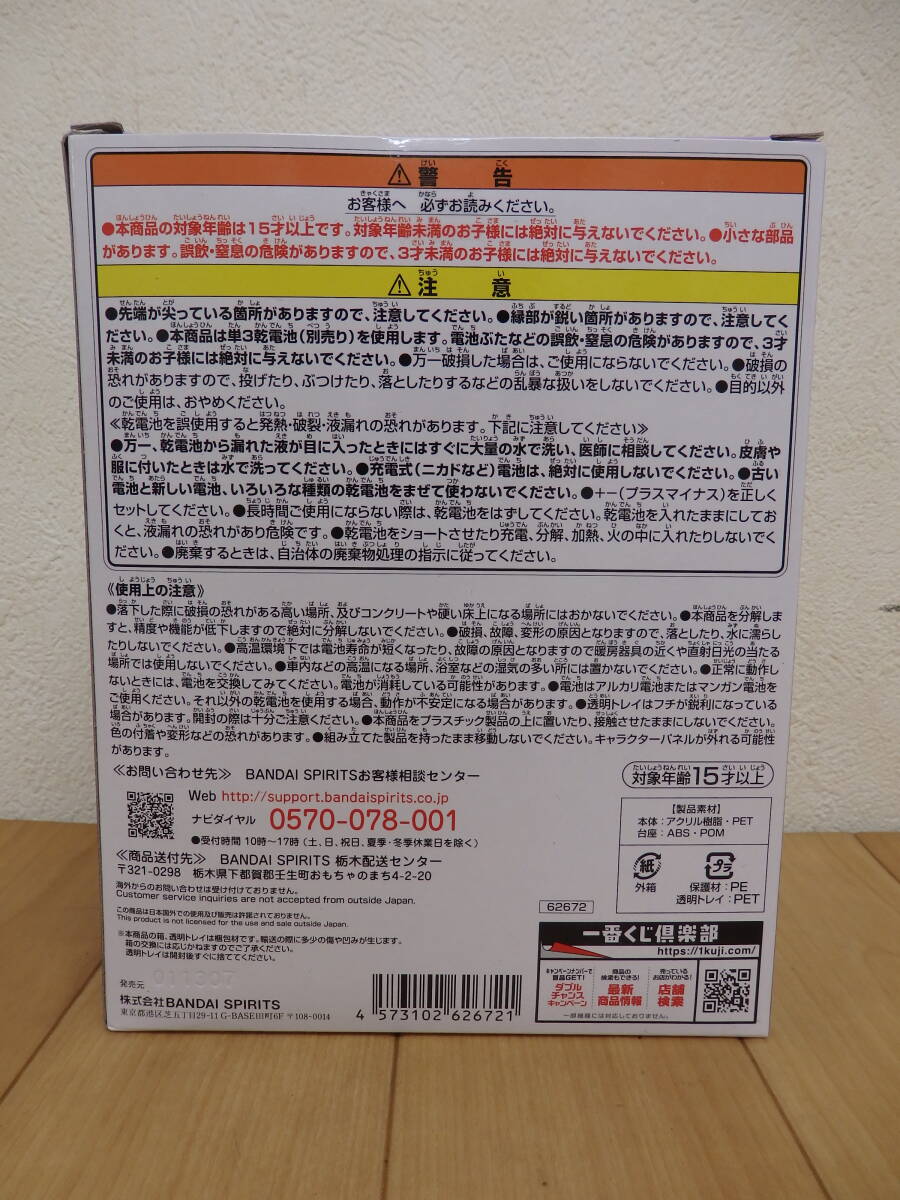 ⚠警告
お客様へ 必ずお読みください。
●本商品の対象年齢は15才以上です。対象年齢未満のお子様には絶対に与えないでください。●小さな部品
があります。誤飲・窒息の危険がありますので、3才未満のお子様には絶対に与えないでください。
⚠注意
●先端が尖っている箇所がありますので、注意してください。●縁部が鋭い箇所がありますので、注意してく
ださい。●本商品は単3乾電池(別売り)を使用します。電池ぶたなどの誤飲・窒息の危険がありますので、3才
未満のお子様には絶対に与えないでください。●万一破損した場合は、ご使用にならないでください。●破損の
恐れがありますので、投げたり、ぶつけたり、落としたりするなどの乱暴な扱いをしないでください。●目的以外
のご使用は、おやめください。
≪乾電池を誤使用すると発熱・破裂・液漏れの恐れがあります。下記に注意してください≫
●万一、乾電池から漏れた液が目に入ったときにはすぐに大量の水で洗い、医師に相談してください。皮膚や
服に付いたときは水で洗ってください。●充電式(ニカドなど)電池は、絶対に使用しないでください。●古い
電池と新しい電池、いろいろな種類の乾電池をまぜて使わないでください。●+-(プラスマイナス)を正しく
セットしてください。●長時間ご使用にならない際は、乾電池をはずしてください。乾電池を入れたままにしておく
と、液漏れの恐れがあり危険です。●乾電池をショートさせたり充電、分解、加熱、火の中に入れたりしないでくだ
さい。●廃棄するときは、自治体の廃棄物処理の指示に従ってください。
《使用上の注意》
●落下した際に破損の恐れがある高い場所、及びコンクリートや硬い床上になる場所にはおかないでください。●本商品を分解しま
すと、精度や機能が低下しますので絶対に分解しないでください。●破損、故障、変形の原因となりますので、落としたり、水に濡らし
たりしないでください。●高温環境下では電池寿命が短くなったり、故障の原因となりますので暖房器具の近くや直射日光の当たる
場所では使用しないでください。●車内などの高温になる場所、浴室などの湿気の多い所には置かないでください。●正常に動作し
ないときには、電池を交換してみてください。電池が消耗している可能性があります。●電池はアルカリ電池またはマンガン電池を
ご使用ください。それ以外の乾電池を使用する場合、動作が不安定になる場合があります。●透明トレイはフチが鋭利になっている
場合があります。開封の際は十分ご注意ください。●本商品をプラスチック製品の上に置いたり、接触させたままにしないでください。
色の付着や変形などの恐れがあります。●組み立てた製品を持ったまま移動しないでください。キャラクターパネルが外れる可能性
があります。
≪お問い合わせ先≫ BANDAI SPIRITSお客様相談センター
Web http://support.bandaispirits.co.jp
ナビダイヤル 0570-078-001
●受付時間 10時~17時(土、日、祝日、夏季・冬季休業日を除く)
≪商品送付先≫ BANDAI SPIRITS 栃木配送センター
〒321-0298 栃木県下都賀郡壬生町おもちゃのまち4-2-20
海外からのお問い合わせは受け付けておりません。
Customer service inquiries are not accepted from outside Japan.
この商品は日本国外での使用及び販売は許諾されておりません。
This product is not licensed for the use and sale outside Japan.
※本商品の箱、透明トレイは梱包材です。輸送の際に多少の傷や凹みが生じます。
箱の交換には応じかねますのでご了承ください。
透明トレイは開封後すぐに捨ててください。
発売元
株式会社BANDAI SPIRITS
東京都港区芝五丁目29-11 G-BASE田町6F 〒108-0014
対象年齢15才以上
【製品素材】
本体:アクリル樹脂・PET
台座:ABS・POM
紙
外箱
プラ
保護材:PE
透明トレイ:PET
62672
4 573102 626721
一番くじ倶楽部
https://1kuji.com/
キャンペーンナンバーで
賞品GET!
ダブル
チャンス
キャンペーン
商品の
検索もできる!
最新
商品情報
売っている
お店がわかる!
店舗
検索
一部機種には対応しておりません。